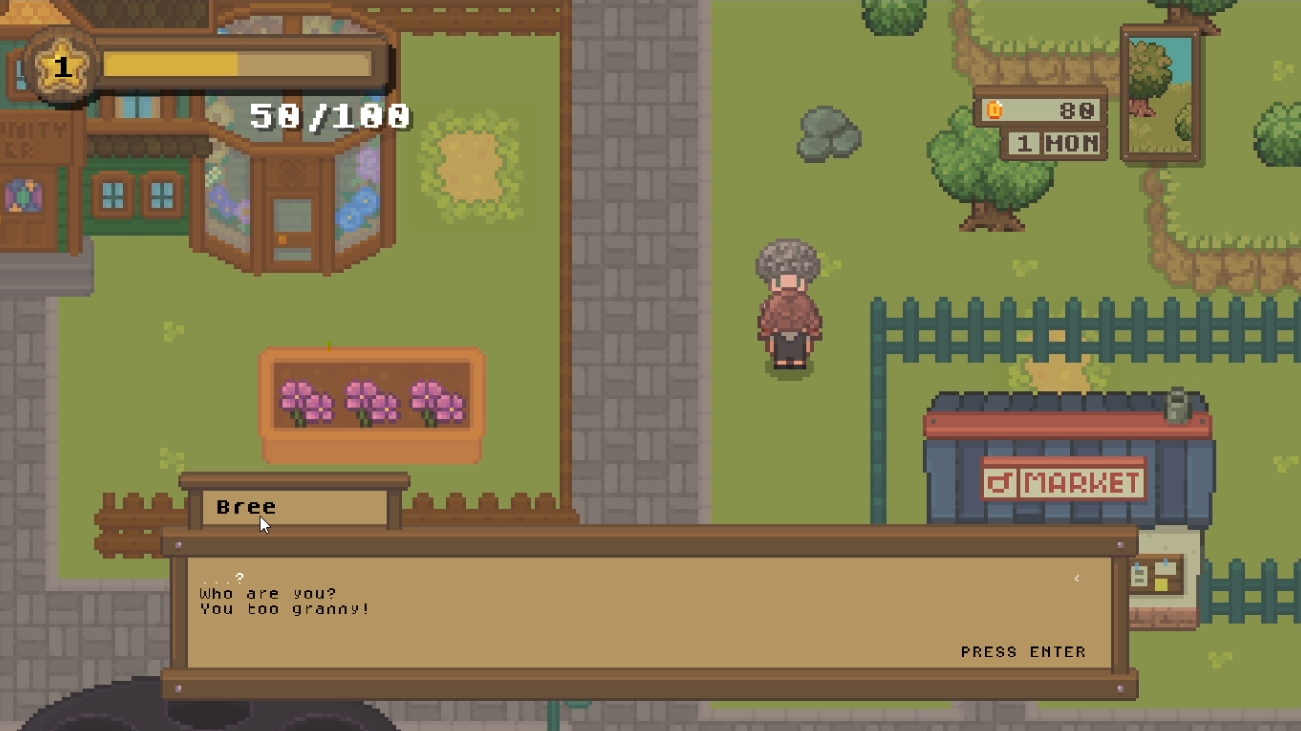 1
50/100
80
1 MON
MARKET
Bree
...?
Who are you?
You too granny!
PRESS ENTER